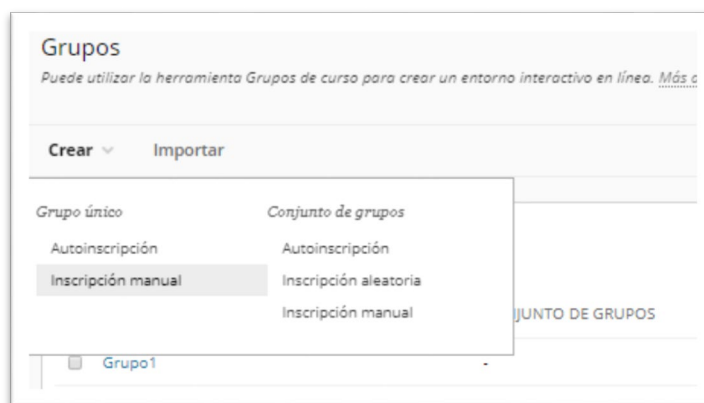 Grupos
Puede utilizar la herramienta Grupos de curso para crear un entorno interactivo en línea. Más
Crear Importar
Grupo único Conjunto de grupos
Autoinscripción Autoinscripción
Inscripción manual Inscripción aleatoria
Inscripción manual
JUNTO DE GRUPOS
Grupo1 -